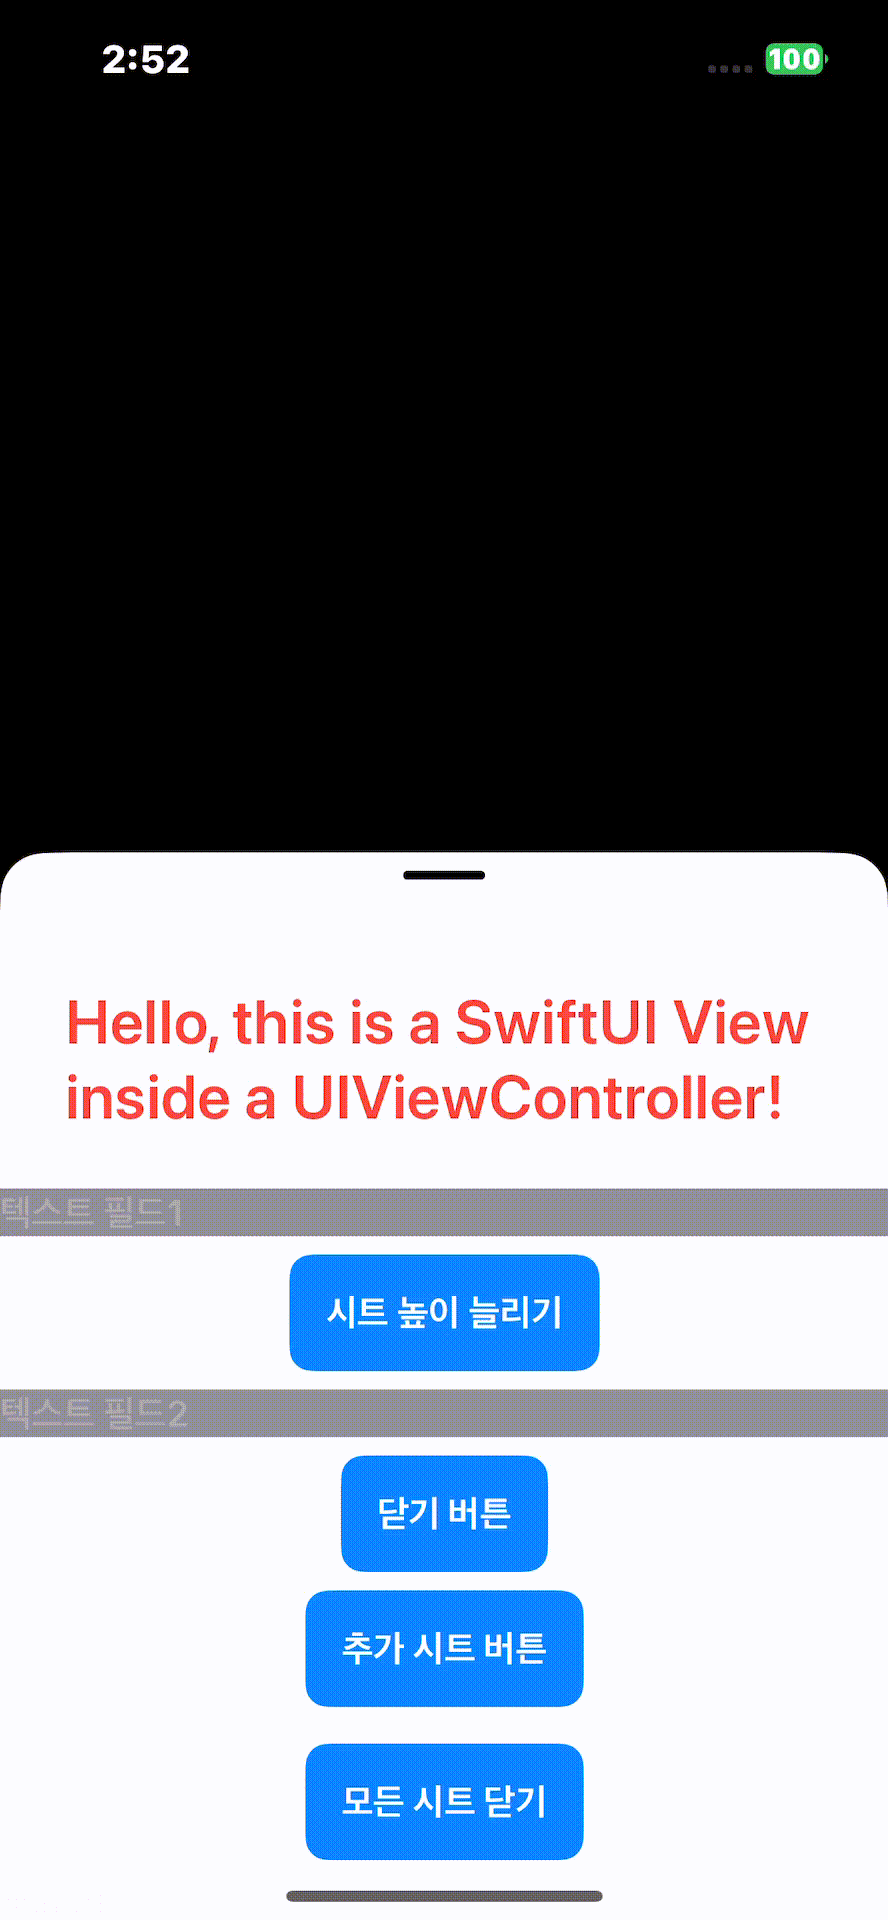 2:52
100
Hello, this is a SwiftUI View
inside a UIViewController!
텍스트 필드1
시트 높이 늘리기
텍스트 필드2
닫기 버튼
추가 시트 버튼
모든 시트 닫기